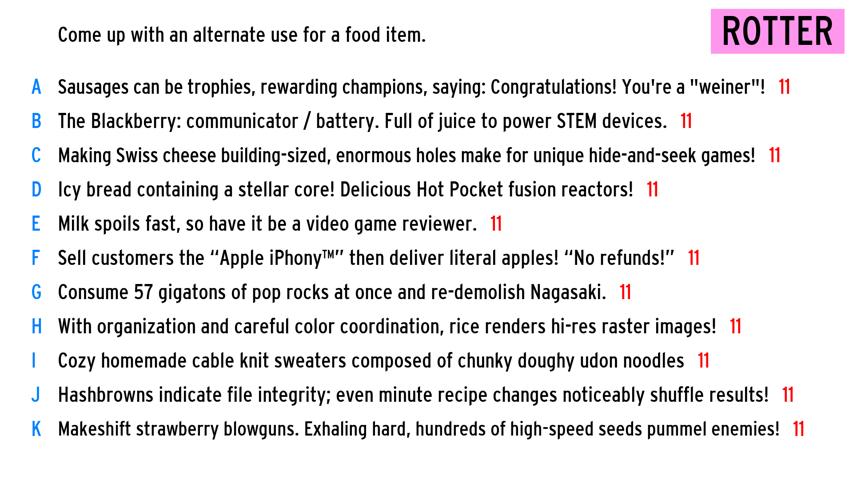 Come up with an alternate use for a food item.
ROTTER
A Sausages can be trophies, rewarding champions, saying: Congratulations! You're a "weiner"! 11
B The Blackberry: communicator / battery. Full of juice to power STEM devices. 11
C Making Swiss cheese building-sized, enormous holes make for unique hide-and-seek games! 11
D Icy bread containing a stellar core! Delicious Hot Pocket fusion reactors! 11
E Milk spoils fast, so have it be a video game reviewer. 11
F Sell customers the “Apple iPhony™” then deliver literal apples! “No refunds!” 11
G Consume 57 gigatons of pop rocks at once and re-demolish Nagasaki. 11
H With organization and careful color coordination, rice renders hi-res raster images! 11
I Cozy homemade cable knit sweaters composed of chunky doughy udon noodles 11
J Hashbrowns indicate file integrity; even minute recipe changes noticeably shuffle results! 11
K Makeshift strawberry blowguns. Exhaling hard, hundreds of high-speed seeds pummel enemies! 11